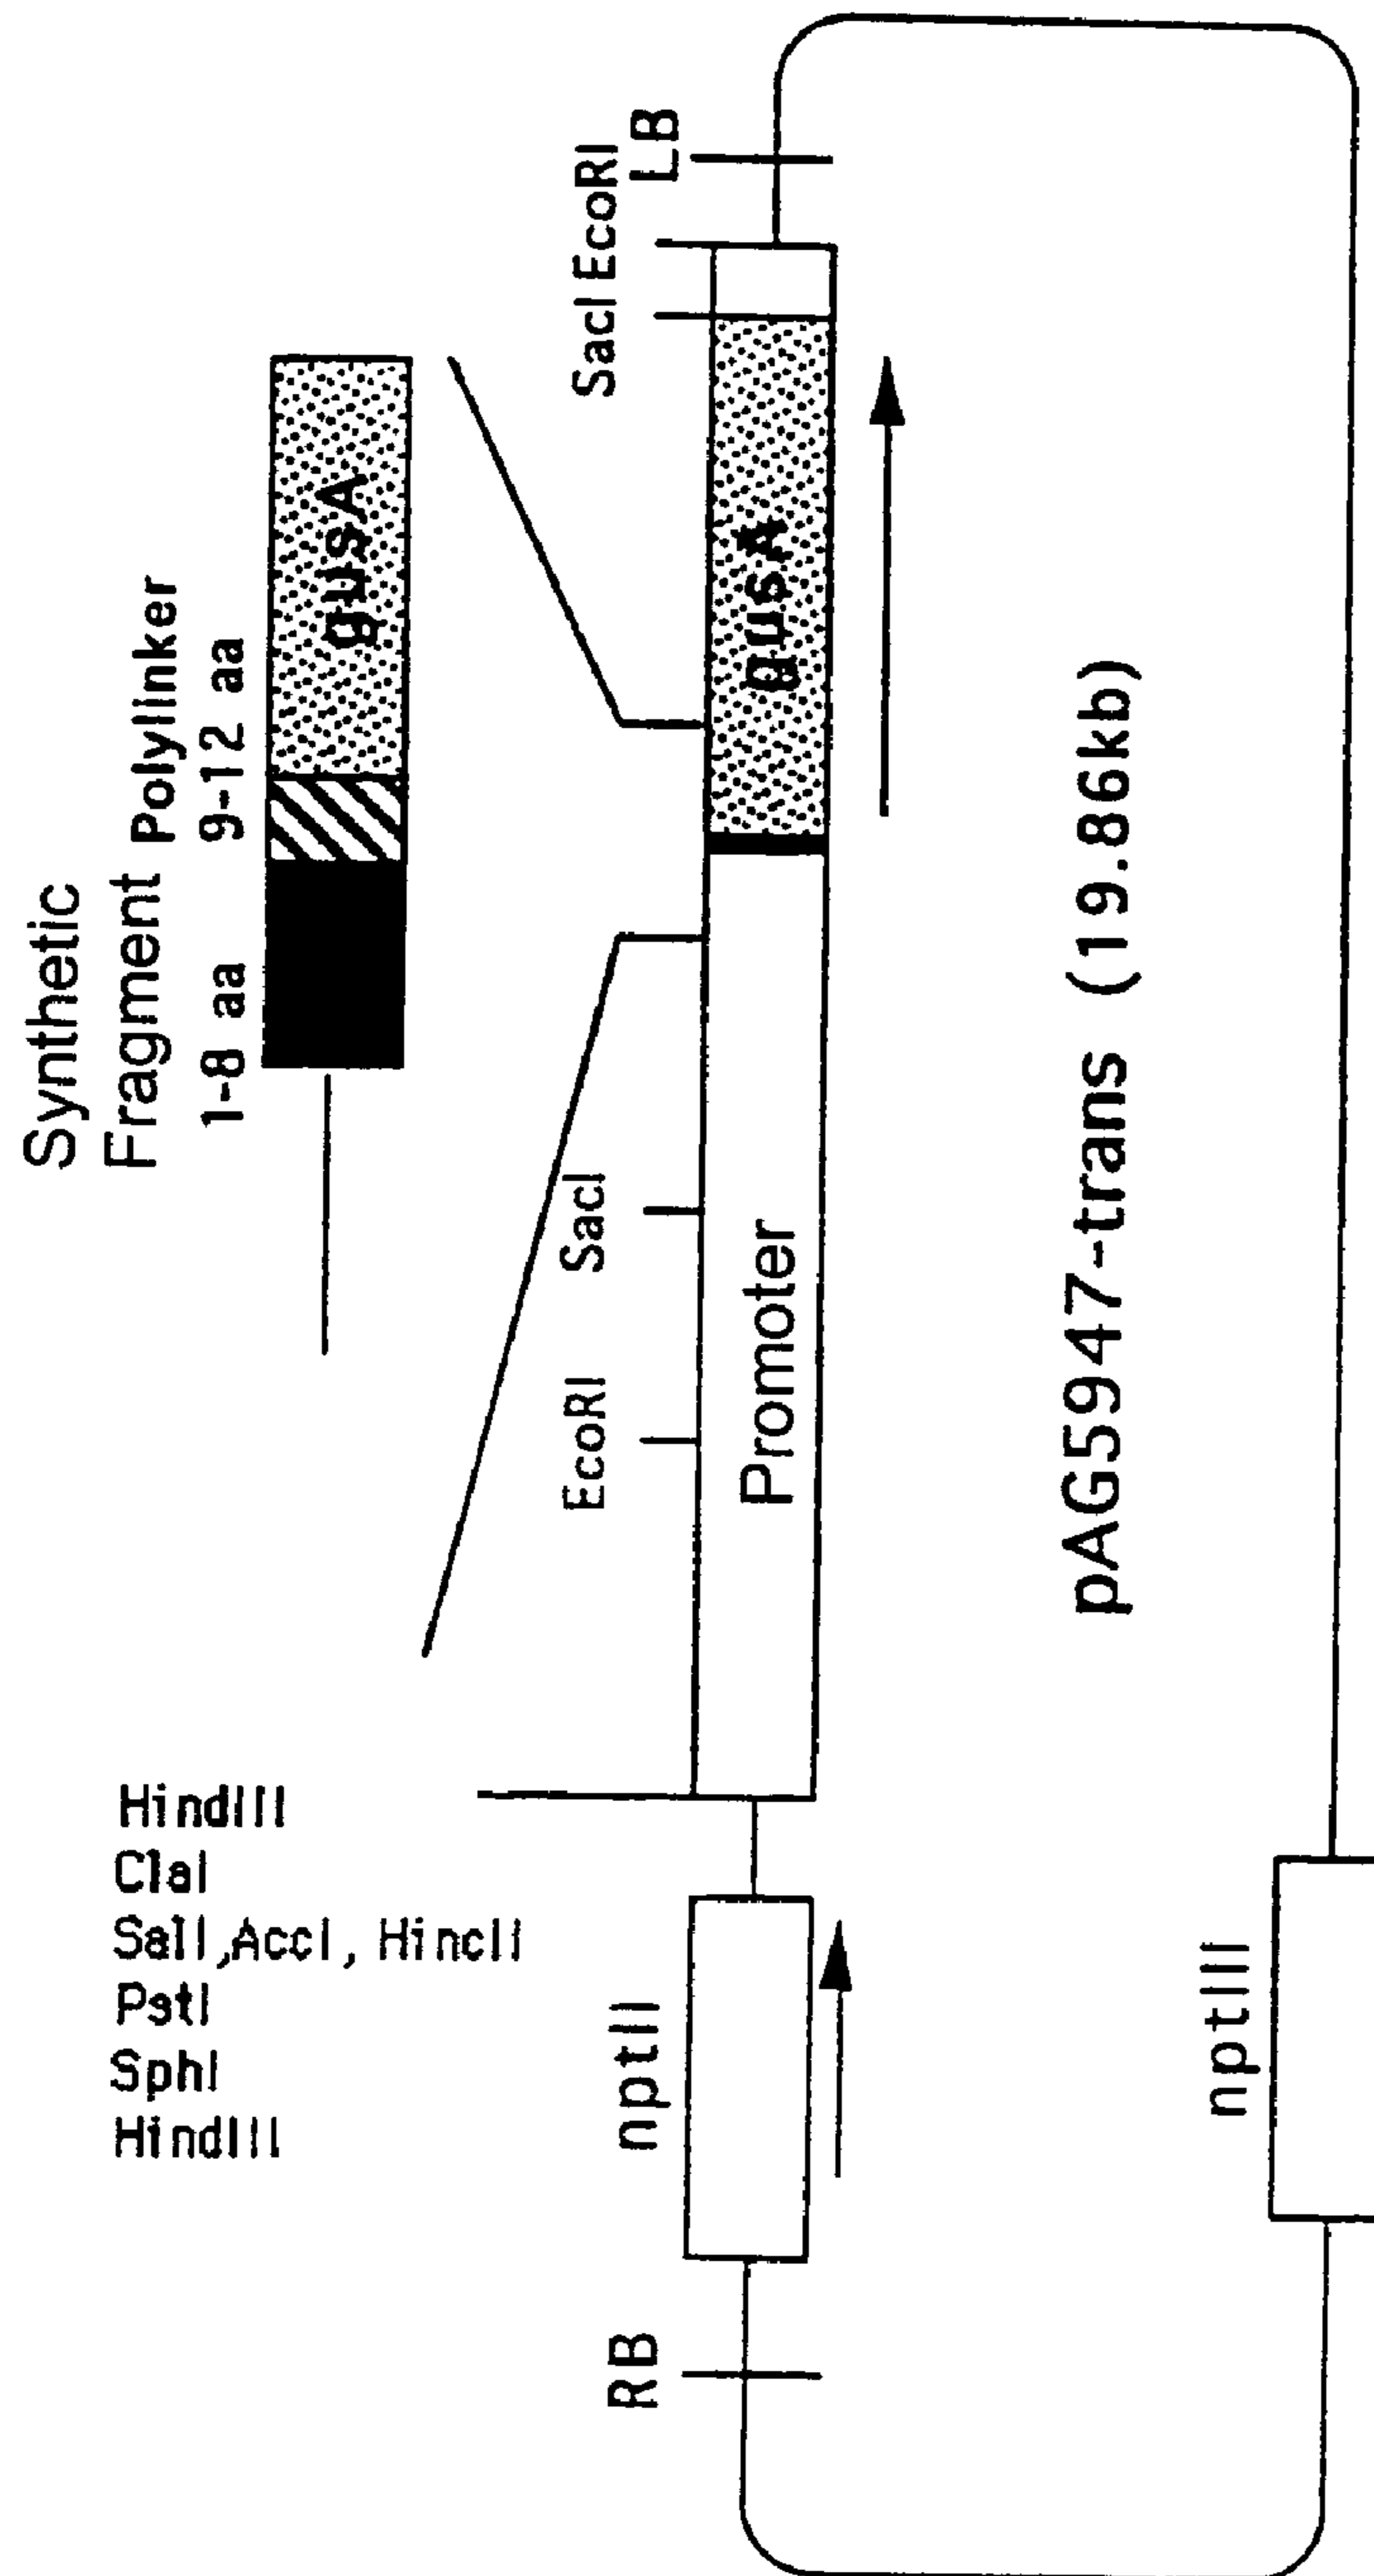 Synthetic
Fragment Polylinker
1-8 aa 9-12 aa
gusA
HindIII
ClaI
SalI,AccI, HincII
PstI
SphI
HindIII
EcoRI SacI
SacI EcoRI
LB
RB
nptII
Promoter
gusA
pAG5947-trans (19.86kb)
nptIII